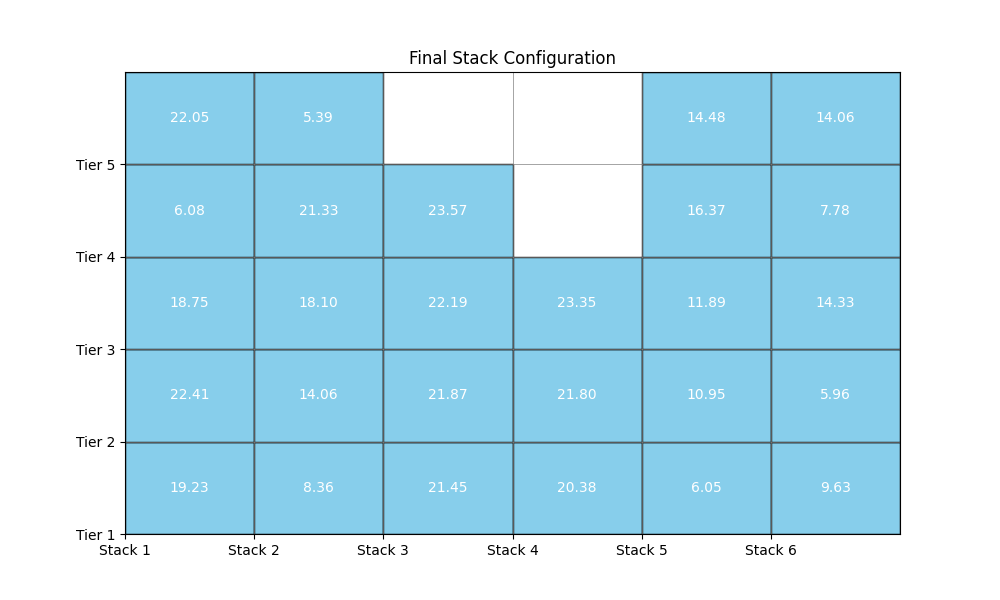 Final Stack Configuration
22.05 5.39 14.48 14.06
Tier 5
6.08 21.33 23.57 16.37 7.78
Tier 4
18.75 18.10 22.19 23.35 11.89 14.33
Tier 3
22.41 14.06 21.87 21.80 10.95 5.96
Tier 2
19.23 8.36 21.45 20.38 6.05 9.63
Tier 1
Stack 1 Stack 2 Stack 3 Stack 4 Stack 5 Stack 6